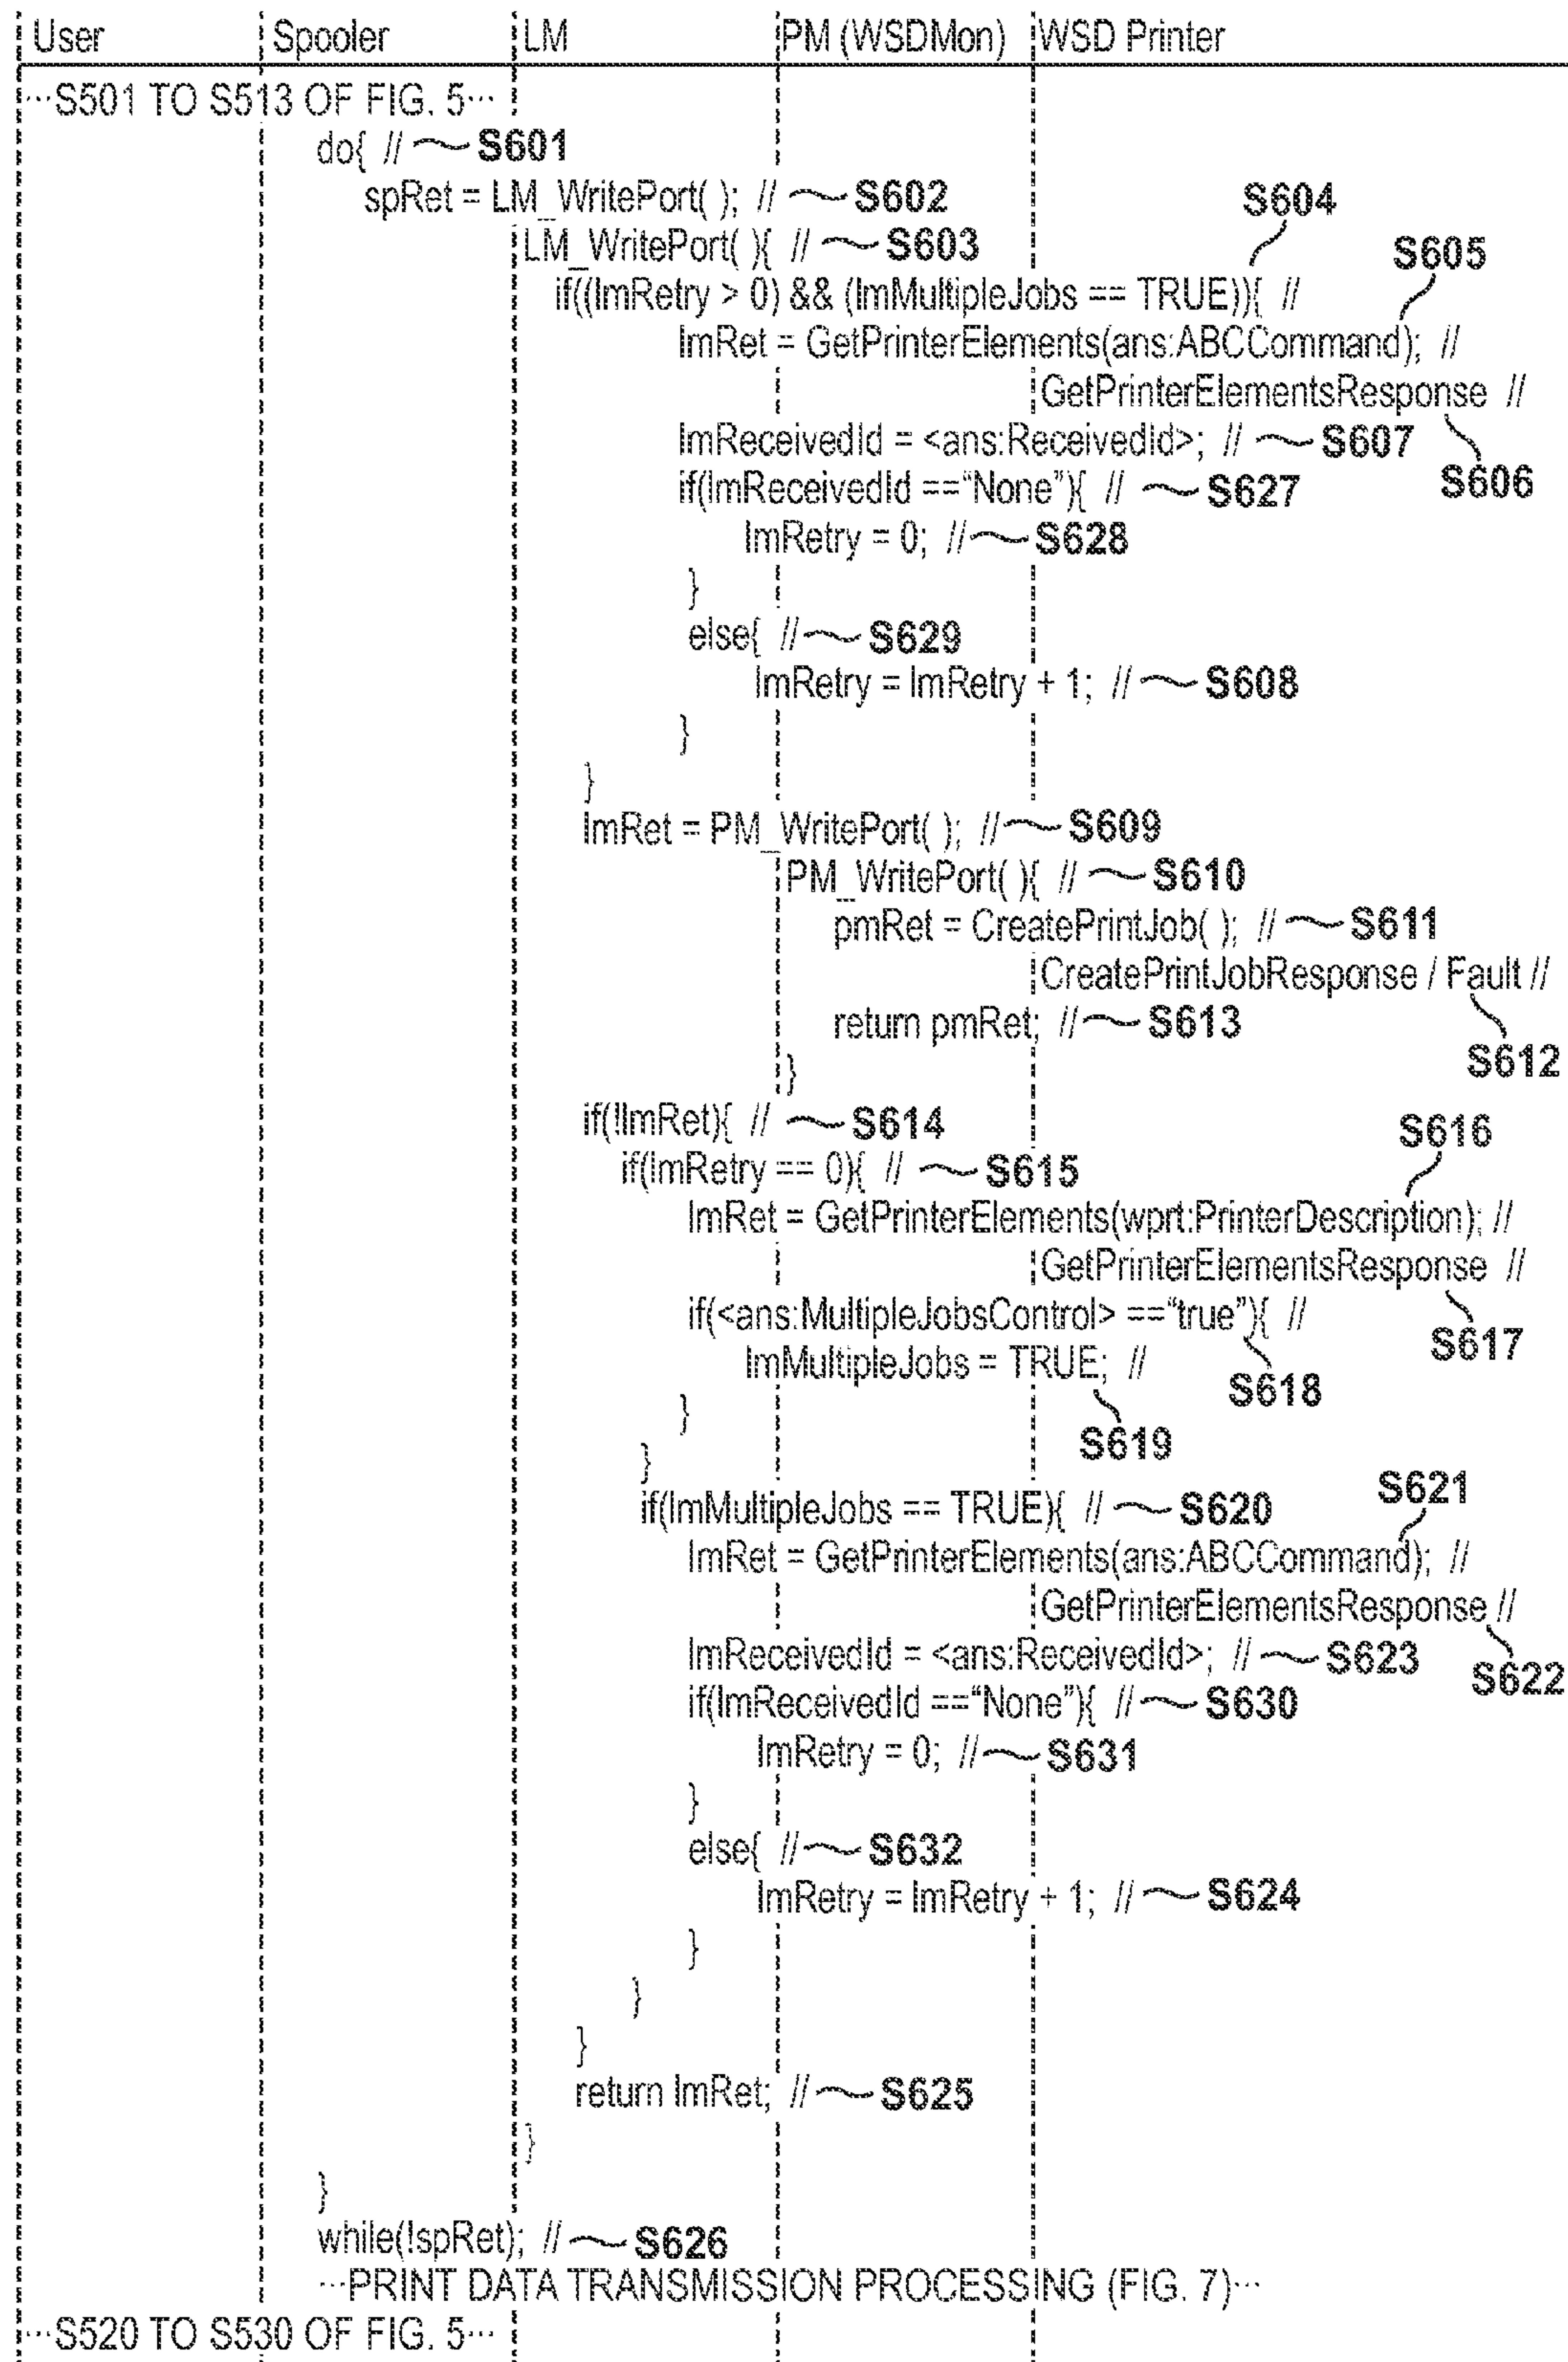 User Spooler LM PM (WSDMon) WSD Printer
···S501 TO S513 OF FIG. 5···
do{ // S601
spRet = LM_WritePort( ); // S602
S604
LM_WritePort( ){ // S603
S605
if((lmRetry > 0) && (lmMultipleJobs == TRUE)){ //
lmRet = GetPrinterElements(ans:ABCCommand); //
GetPrinterElementsResponse //
lmReceivedId = <ans:ReceivedId>; // S607
S606
if(lmReceivedId =="None"){ // S627
lmRetry = 0; // S628
}
else{ // S629
lmRetry = lmRetry + 1; // S608
}
}
lmRet = PM_WritePort( ); // S609
PM_WritePort( ){ // S610
pmRet = CreatePrintJob( ); // S611
CreatePrintJobResponse / Fault //
return pmRet; // S613
S612
}
if(!lmRet){ // S614
S616
if(lmRetry == 0){ // S615
lmRet = GetPrinterElements(wprt:PrinterDescription); //
GetPrinterElementsResponse //
if(<ans:MultipleJobsControl> =="true"){ //
S617
lmMultipleJobs = TRUE; //
S618
}
S619
}
S621
if(lmMultipleJobs == TRUE){ // S620
lmRet = GetPrinterElements(ans:ABCCommand); //
GetPrinterElementsResponse //
lmReceivedId = <ans:ReceivedId>; // S623
S622
if(lmReceivedId =="None"){ // S630
lmRetry = 0; // S631
}
else{ // S632
lmRetry = lmRetry + 1; // S624
}
}
}
return lmRet; // S625
}
}
while(!spRet); // S626
···PRINT DATA TRANSMISSION PROCESSING (FIG. 7)···
···S520 TO S530 OF FIG. 5···